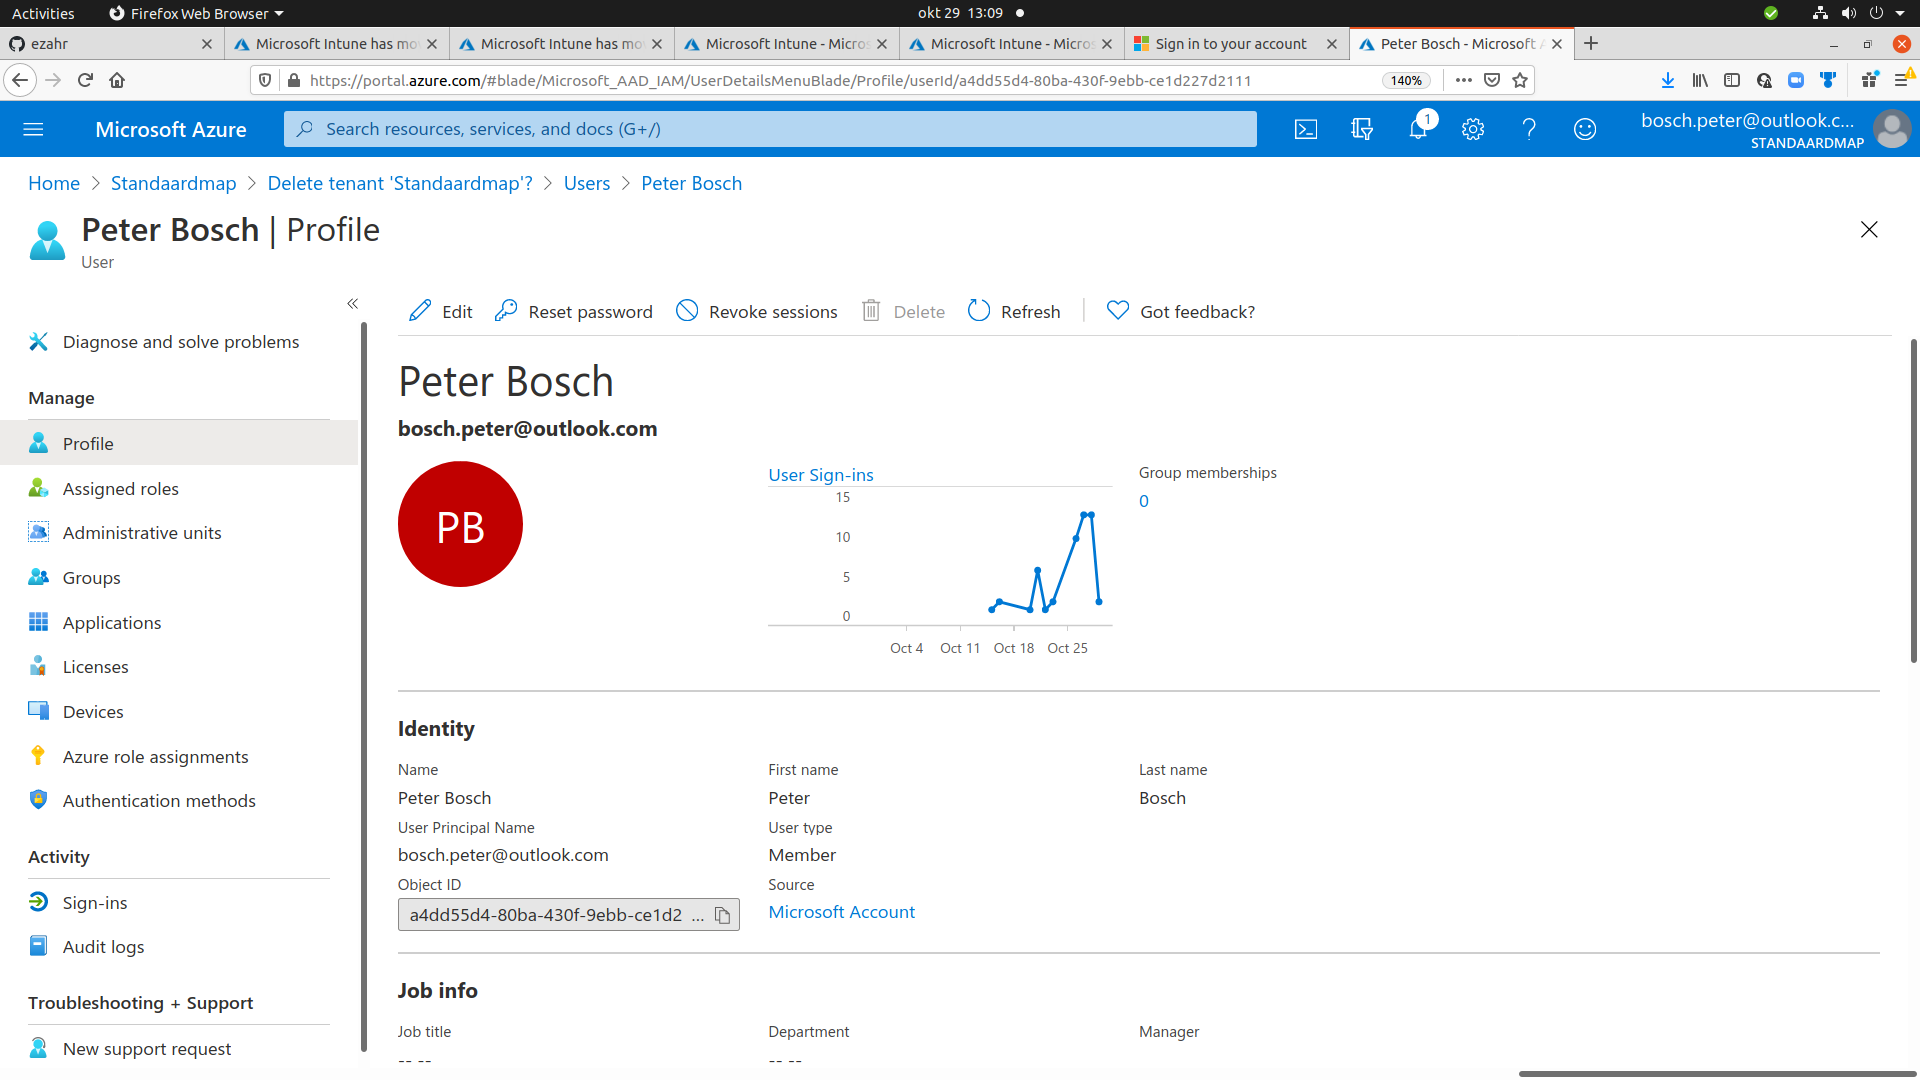 Activities
Firefox Web Browser
okt 29 13:09
ezahr
Microsoft Intune has mo
Microsoft Intune has mo
Microsoft Intune - Micros
Microsoft Intune - Micros
Sign in to your account
Peter Bosch - Microsoft A
https://portal.azure.com/#blade/Microsoft_AAD_IAM/UserDetailsMenuBlade/Profile/userId/a4dd55d4-80ba-430f-9ebb-ce1d227d2111
140%
Microsoft Azure
Search resources, services, and docs (G+/)
1
bosch.peter@outlook.c...
STANDAARDMAP
Home > Standaardmap > Delete tenant 'Standaardmap'? > Users > Peter Bosch
Peter Bosch | Profile
User
«
Diagnose and solve problems
Manage
Profile
Assigned roles
Administrative units
Groups
Applications
Licenses
Devices
Azure role assignments
Authentication methods
Activity
Sign-ins
Audit logs
Troubleshooting + Support
New support request
Edit
Reset password
Revoke sessions
Delete
Refresh
Got feedback?
Peter Bosch
bosch.peter@outlook.com
PB
User Sign-ins
15
10
5
0
Oct 4 Oct 11 Oct 18 Oct 25
Group memberships
0
Identity
Name
Peter Bosch
First name
Peter
Last name
Bosch
User Principal Name
bosch.peter@outlook.com
User type
Member
Object ID
a4dd55d4-80ba-430f-9ebb-ce1d2 ...
Source
Microsoft Account
Job info
Job title
-- --
Department
-- --
Manager